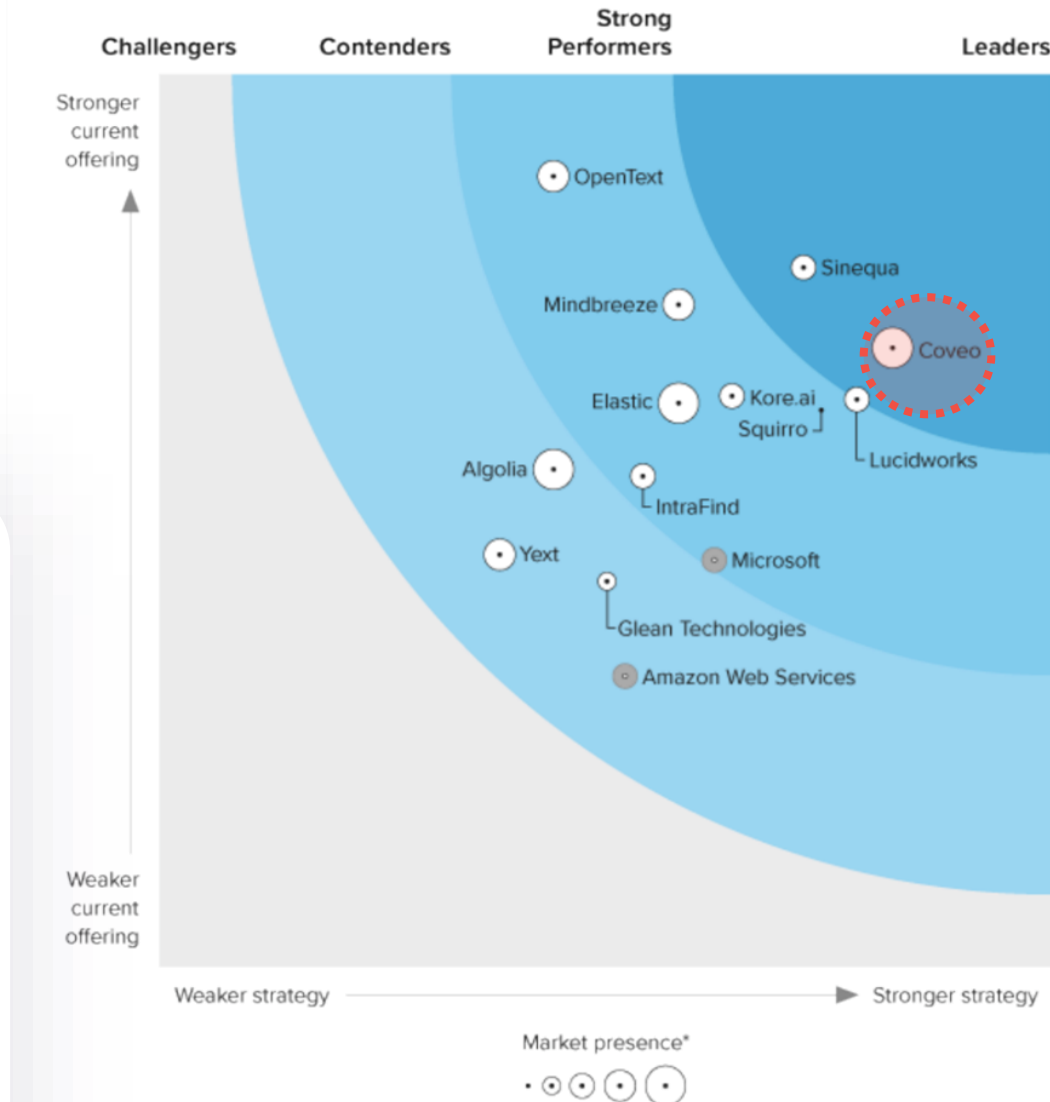 Strong
Challengers Contenders Performers Leaders
Stronger
current
offering
OpenText
Sinequa
Mindbreeze
Coveo
Elastic
Kore.ai
Squirro
Lucidworks
Algolia
IntraFind
Yext
Microsoft
Glean Technologies
Amazon Web Services
Weaker
current
offering
Weaker strategy
Stronger strategy
Market presence*